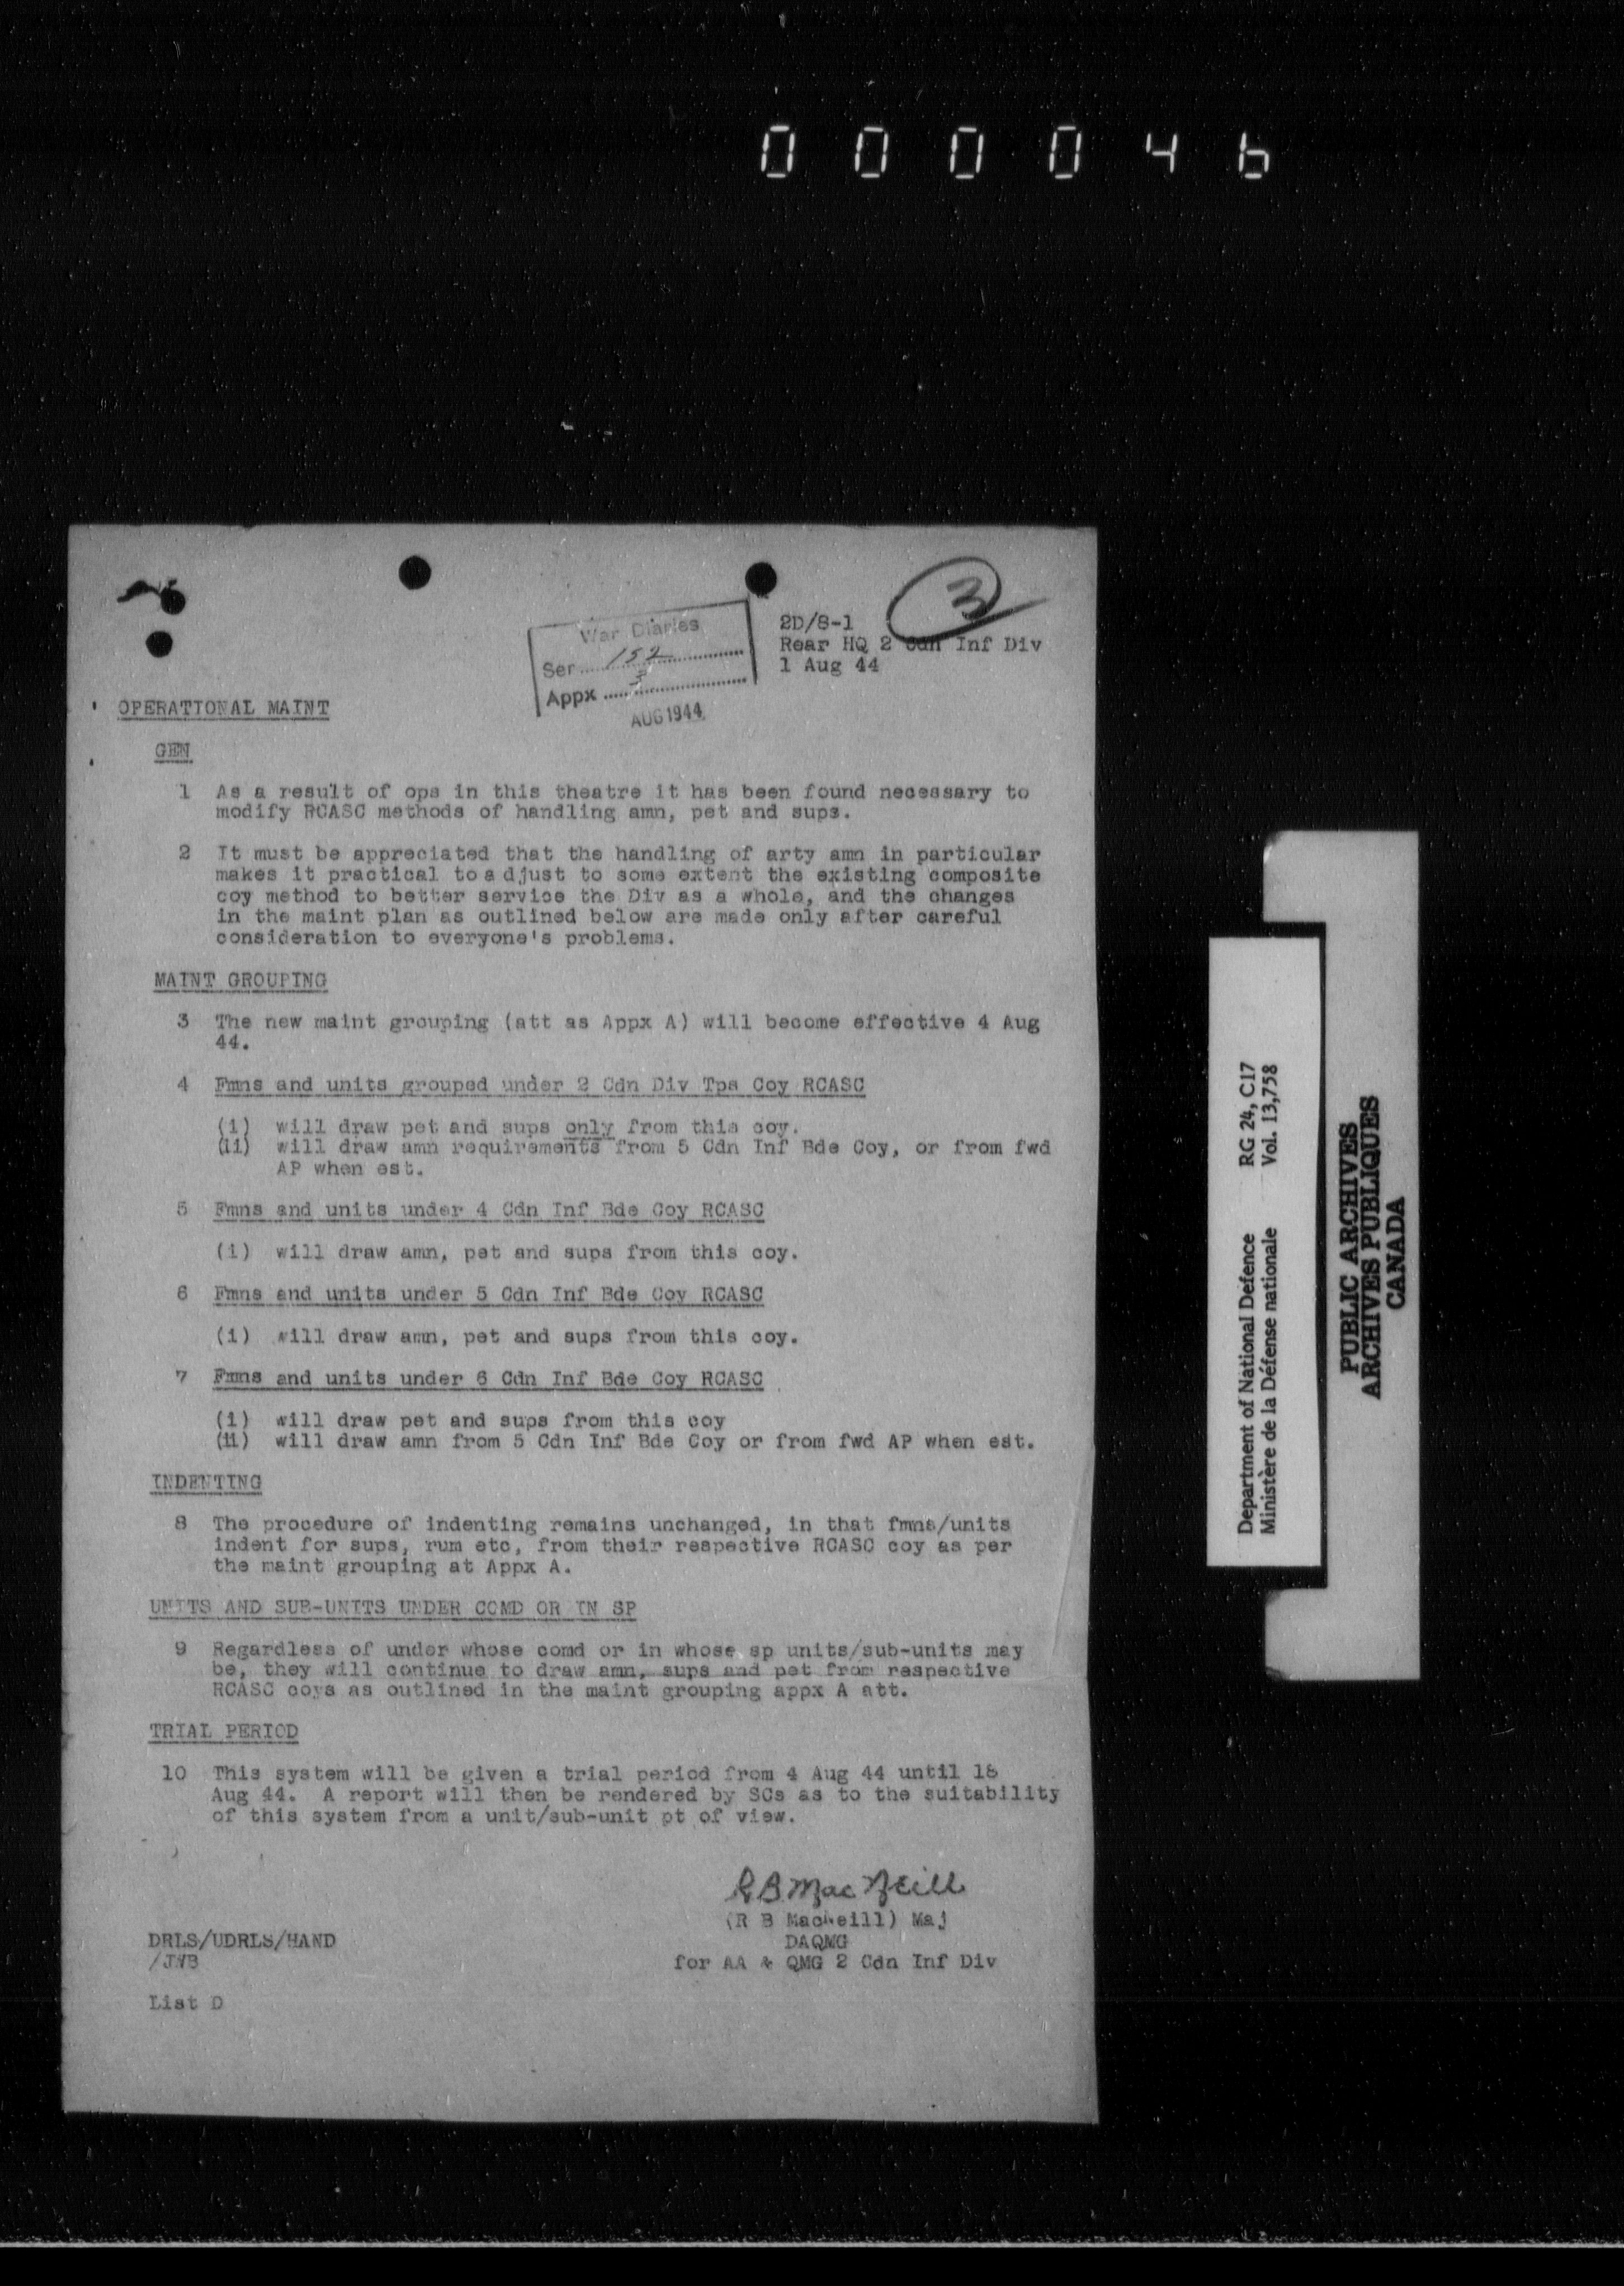 000046
3
War Diaries
Ser 152
Appx 3
AUG 1944
2D/8-1
Rear HQ 2 Cdn Inf Div
1 Aug 44
OPERATIONAL MAINT
GEN
1 As a result of ops in this theatre it has been found necessary to
modify RCASC methods of handling amn, pet and sups.
2 It must be appreciated that the handling of arty amn in particular
makes it practical to adjust to some extent the existing composite
coy method to better service the Div as a whole, and the changes
in the maint plan as outlined below are made only after careful
consideration to everyone's problems.
MAINT GROUPING
3 The new maint grouping (att as Appx A) will become effective 4 Aug
44.
4 Fmns and units grouped under 2 Cdn Div Tps Coy RCASC
(i) will draw pet and sups only from this coy.
(ii) will draw amn requirements from 5 Cdn Inf Bde Coy, or from fwd
AP when est.
5 Fmns and units under 4 Cdn Inf Bde Coy RCASC
(i) will draw amn, pet and sups from this coy.
6 Fmns and units under 5 Cdn Inf Bde Coy RCASC
(i) will draw amn, pet and sups from this coy.
7 Fmns and units under 6 Cdn Inf Bde Coy RCASC
(i) will draw pet and sups from this coy
(ii) will draw amn from 5 Cdn Inf Bde Coy or from fwd AP when est.
INDENTING
8 The procedure of indenting remains unchanged, in that fmns/units
indent for sups, rum etc, from their respective RCASC coy as per
the maint grouping at Appx A.
UNITS AND SUB-UNITS UNDER COMD OR IN SP
9 Regardless of under whose comd or in whose sp units/sub-units may
be, they will continue to draw amn, sups and pet from respective
RCASC coys as outlined in the maint grouping appx A att.
TRIAL PERIOD
10 This system will be given a trial period from 4 Aug 44 until 18
Aug 44. A report will then be rendered by SCs as to the suitability
of this system from a unit/sub-unit pt of view.
R B MacNeill
(R B MacNeill) Maj
DAQMG
for AA & QMG 2 Cdn Inf Div
DRLS/UDRLS/HAND
/JWB
List D
Department of National Defence RG 24, C17
Ministère de la Défense nationale Vol. 13,758
PUBLIC ARCHIVES
ARCHIVES PUBLIQUES
CANADA